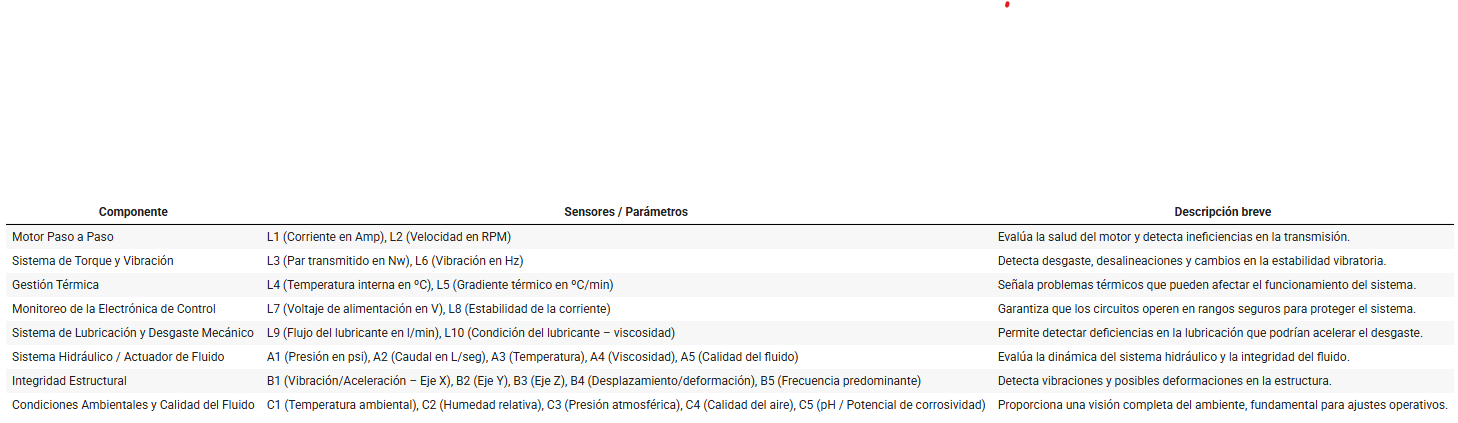 Componente Sensores / Parámetros Descripción breve
Motor Paso a Paso L1 (Corriente en Amp), L2 (Velocidad en RPM) Evalúa la salud del motor y detecta ineficiencias en la transmisión.
Sistema de Torque y Vibración L3 (Par transmitido en Nw), L6 (Vibración en Hz) Detecta desgaste, desalineaciones y cambios en la estabilidad vibratoria.
Gestión Térmica L4 (Temperatura interna en ºC), L5 (Gradiente térmico en ºC/min) Señala problemas térmicos que pueden afectar el funcionamiento del sistema.
Monitoreo de la Electrónica de Control L7 (Voltaje de alimentación en V), L8 (Estabilidad de la corriente) Garantiza que los circuitos operen en rangos seguros para proteger el sistema.
Sistema de Lubricación y Desgaste Mecánico L9 (Flujo del lubricante en l/min), L10 (Condición del lubricante – viscosidad) Permite detectar deficiencias en la lubricación que podrían acelerar el desgaste.
Sistema Hidráulico / Actuador de Fluido A1 (Presión en psi), A2 (Caudal en L/seg), A3 (Temperatura), A4 (Viscosidad), A5 (Calidad del fluido) Evalúa la dinámica del sistema hidráulico y la integridad del fluido.
Integridad Estructural B1 (Vibración/Aceleración – Eje X), B2 (Eje Y), B3 (Eje Z), B4 (Desplazamiento/deformación), B5 (Frecuencia predominante) Detecta vibraciones y posibles deformaciones en la estructura.
Condiciones Ambientales y Calidad del Fluido C1 (Temperatura ambiental), C2 (Humedad relativa), C3 (Presión atmosférica), C4 (Calidad del aire), C5 (pH / Potencial de corrosividad) Proporciona una visión completa del ambiente, fundamental para ajustes operativos.